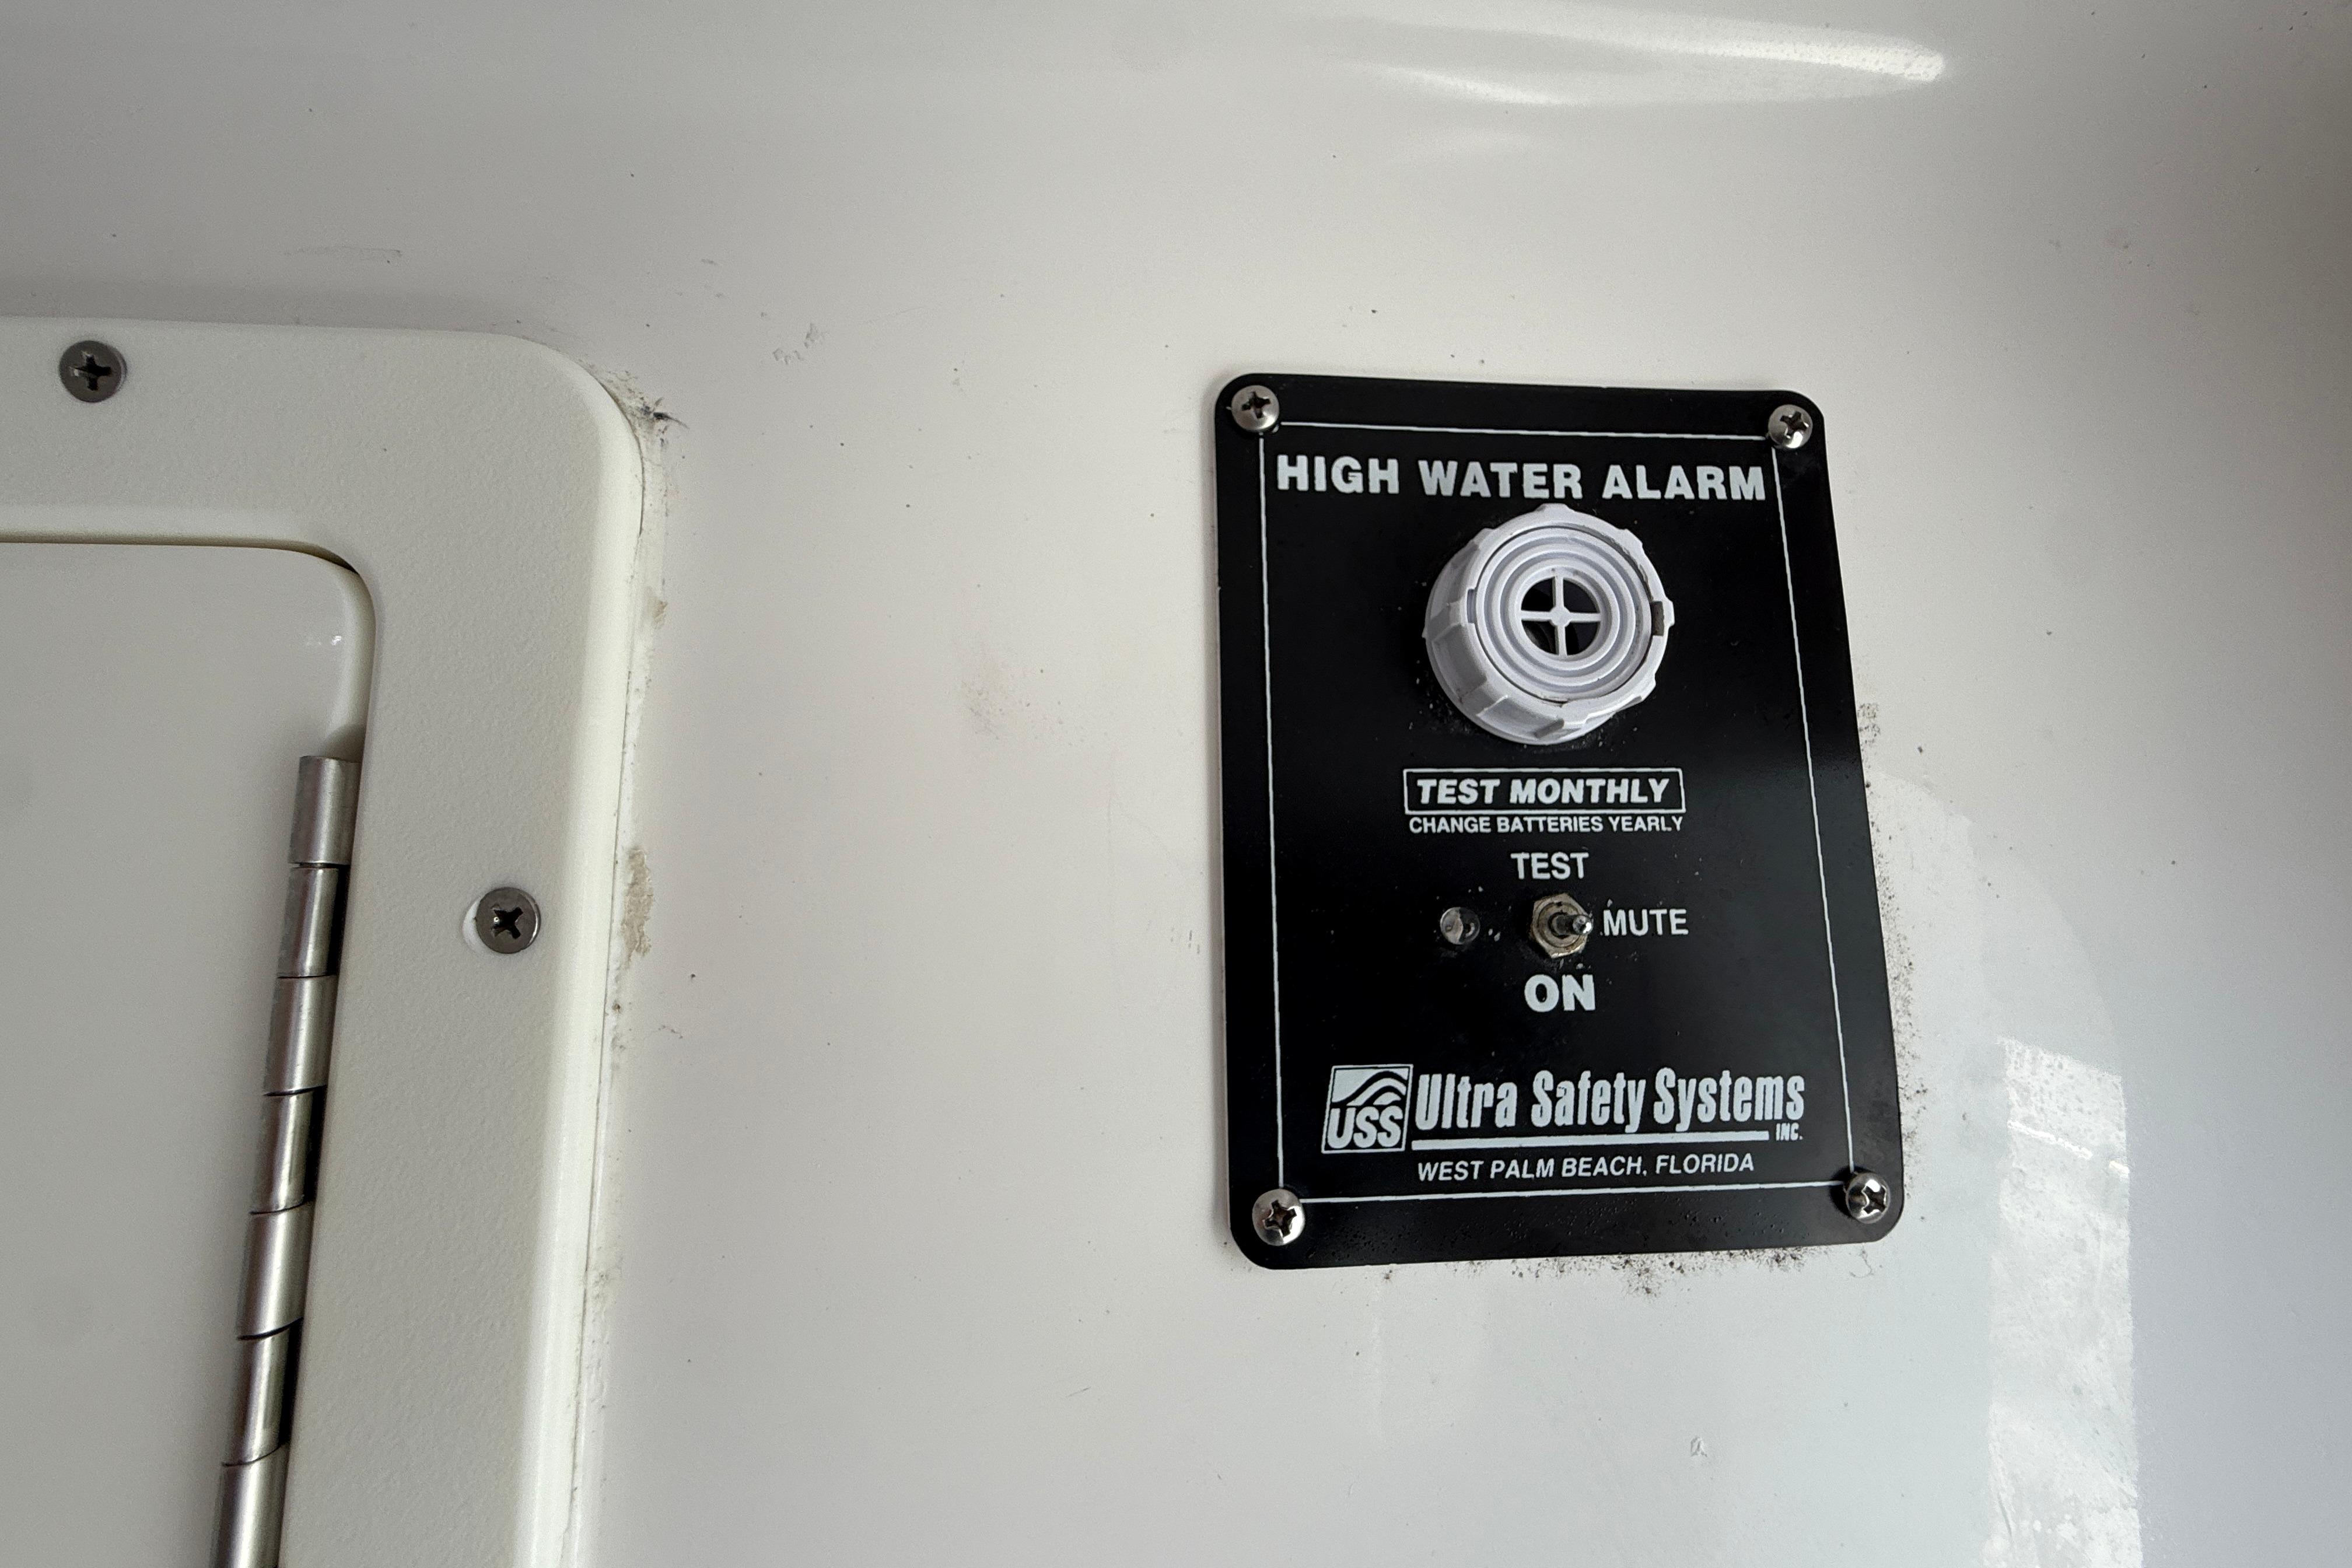 HIGH WATER ALARM
TEST MONTHLY
CHANGE BATTERIES YEARLY
TEST
MUTE
ON
USS Ultra Safety Systems
INC.
WEST PALM BEACH, FLORIDA